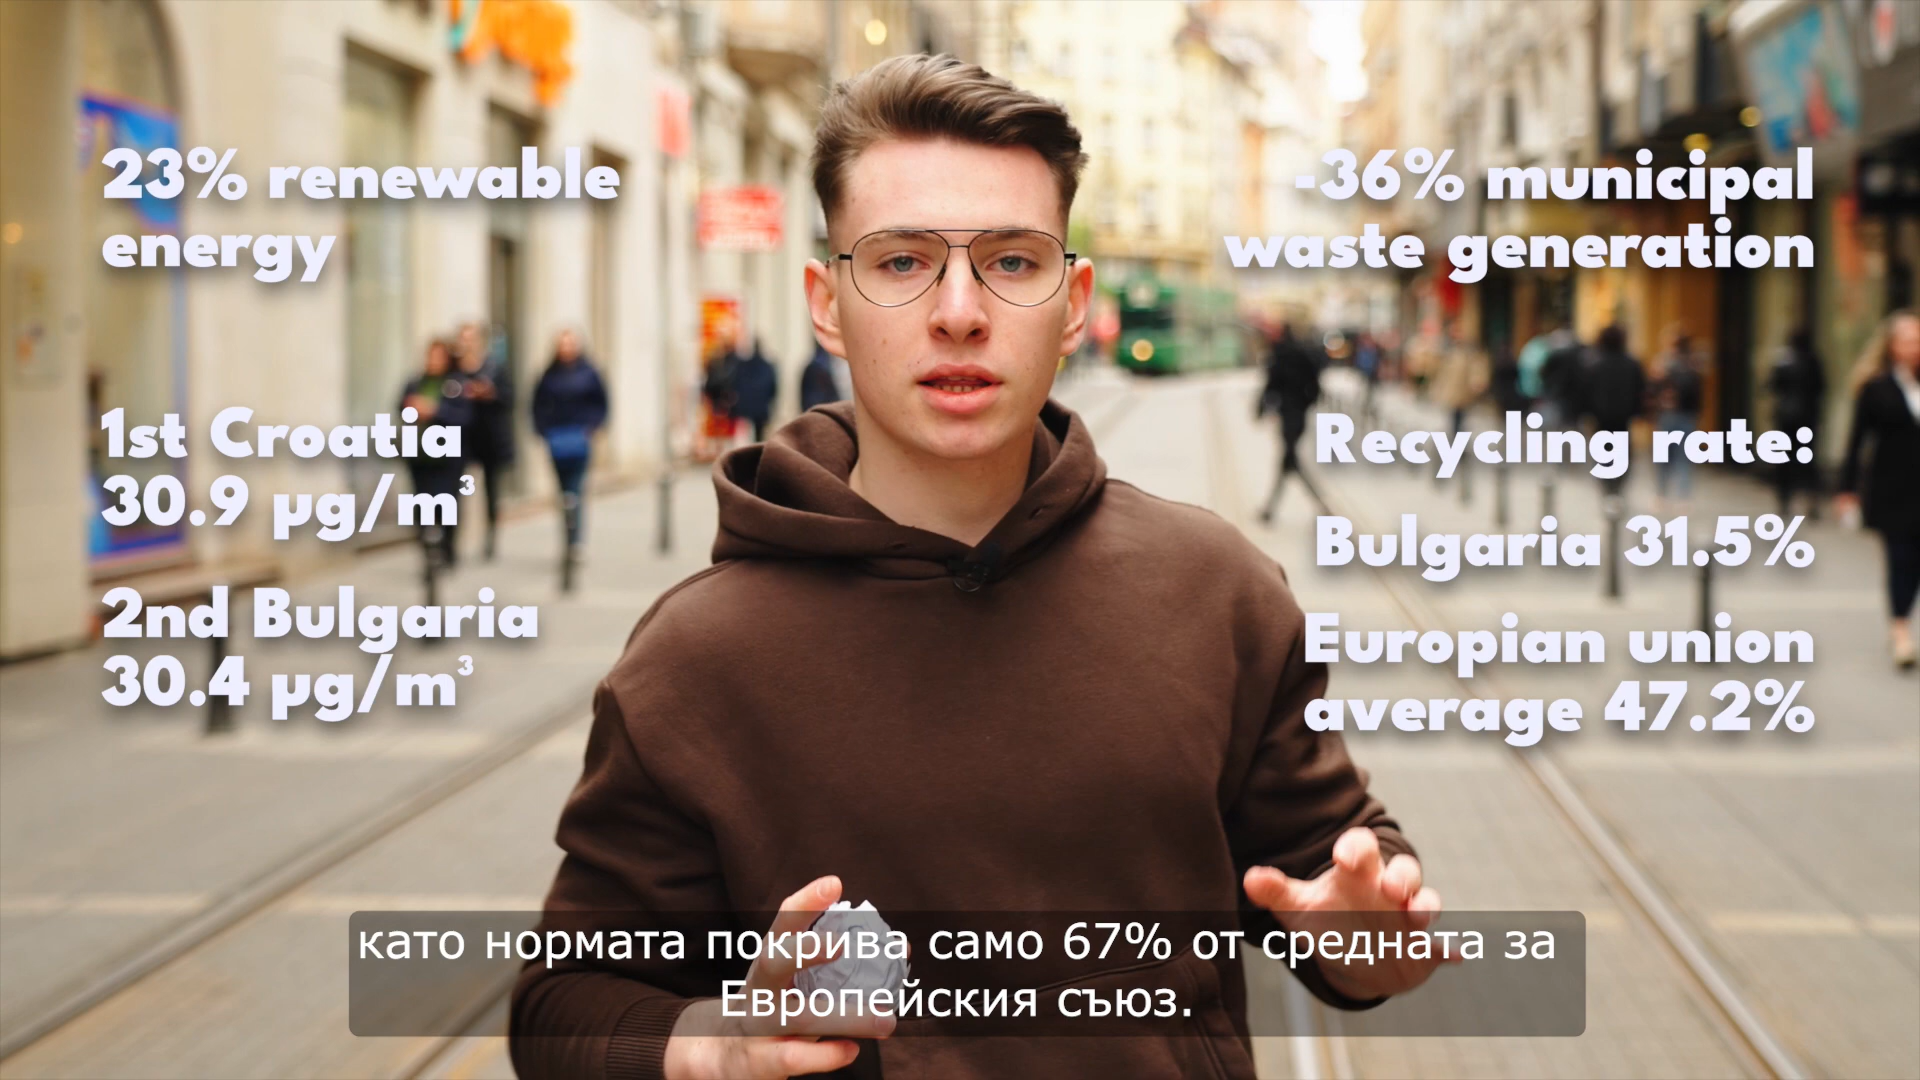 23% renewable
energy
1st Croatia
30.9 µg/m³
2nd Bulgaria
30.4 µg/m³
-36% municipal
waste generation
Recycling rate:
Bulgaria 31.5%
Europian union
average 47.2%
като нормата покрива само 67% от средната за
Европейския съюз.